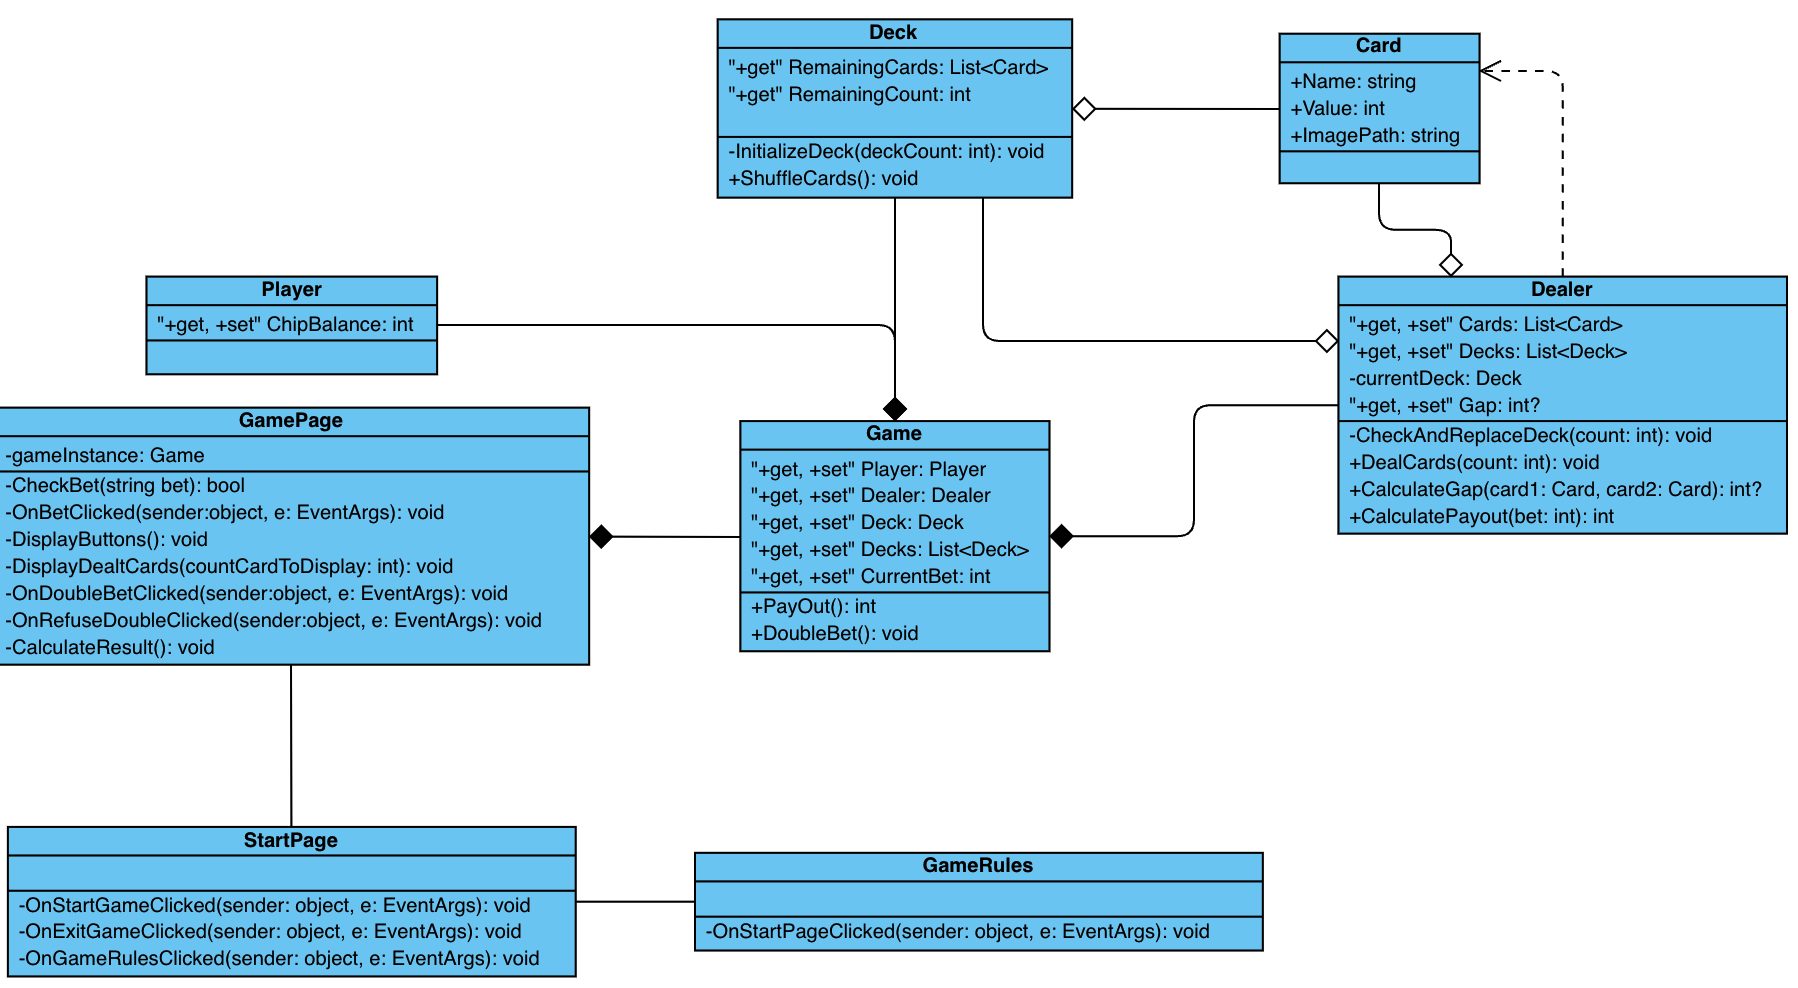 Deck
"+get" RemainingCards: List<Card>
"+get" RemainingCount: int
-InitializeDeck(deckCount: int): void
+ShuffleCards(): void
Card
+Name: string
+Value: int
+ImagePath: string
Player
"+get, +set" ChipBalance: int
Dealer
"+get, +set" Cards: List<Card>
"+get, +set" Decks: List<Deck>
-currentDeck: Deck
"+get, +set" Gap: int?
-CheckAndReplaceDeck(count: int): void
+DealCards(count: int): void
+CalculateGap(card1: Card, card2: Card): int?
+CalculatePayout(bet: int): int
GamePage
-gameInstance: Game
-CheckBet(string bet): bool
-OnBetClicked(sender:object, e: EventArgs): void
-DisplayButtons(): void
-DisplayDealtCards(countCardToDisplay: int): void
-OnDoubleBetClicked(sender:object, e: EventArgs): void
-OnRefuseDoubleClicked(sender:object, e: EventArgs): void
-CalculateResult(): void
Game
"+get, +set" Player: Player
"+get, +set" Dealer: Dealer
"+get, +set" Deck: Deck
"+get, +set" Decks: List<Deck>
"+get, +set" CurrentBet: int
+PayOut(): int
+DoubleBet(): void
StartPage
-OnStartGameClicked(sender: object, e: EventArgs): void
-OnExitGameClicked(sender: object, e: EventArgs): void
-OnGameRulesClicked(sender: object, e: EventArgs): void
GameRules
-OnStartPageClicked(sender: object, e: EventArgs): void